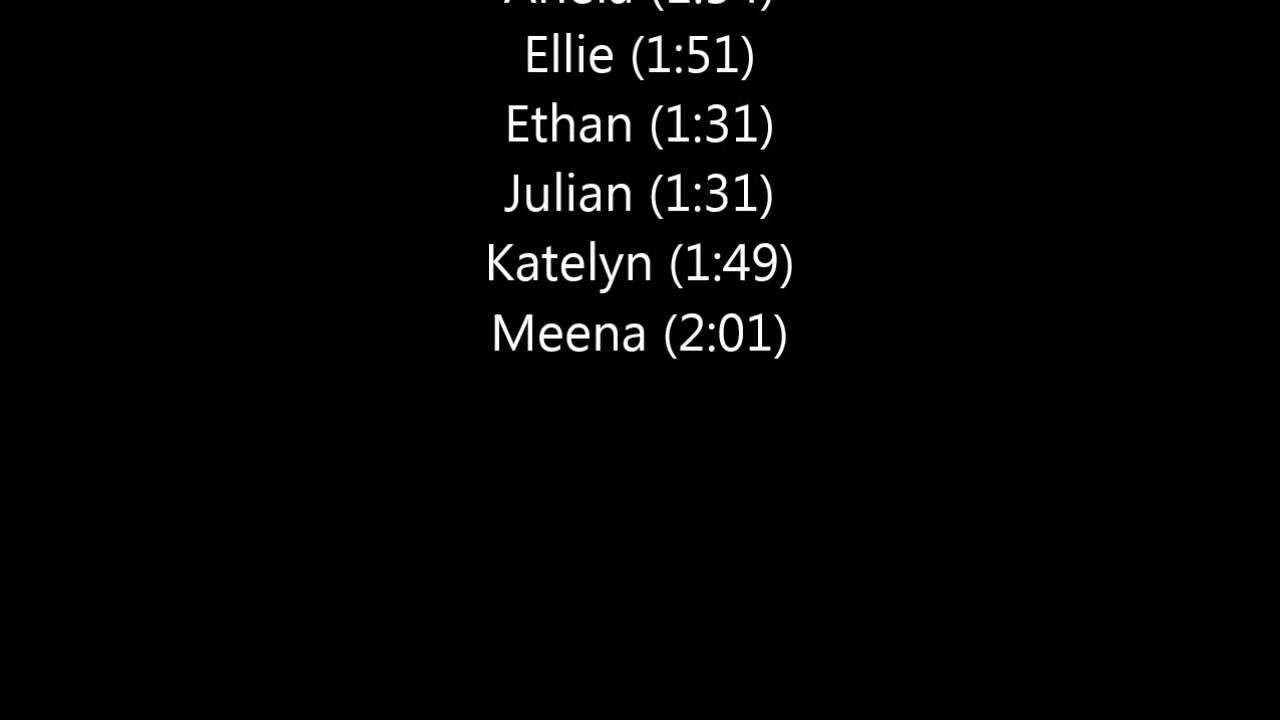 Ellie (1:51)
Ethan (1:31)
Julian (1:31)
Katelyn (1:49)
Meena (2:01)